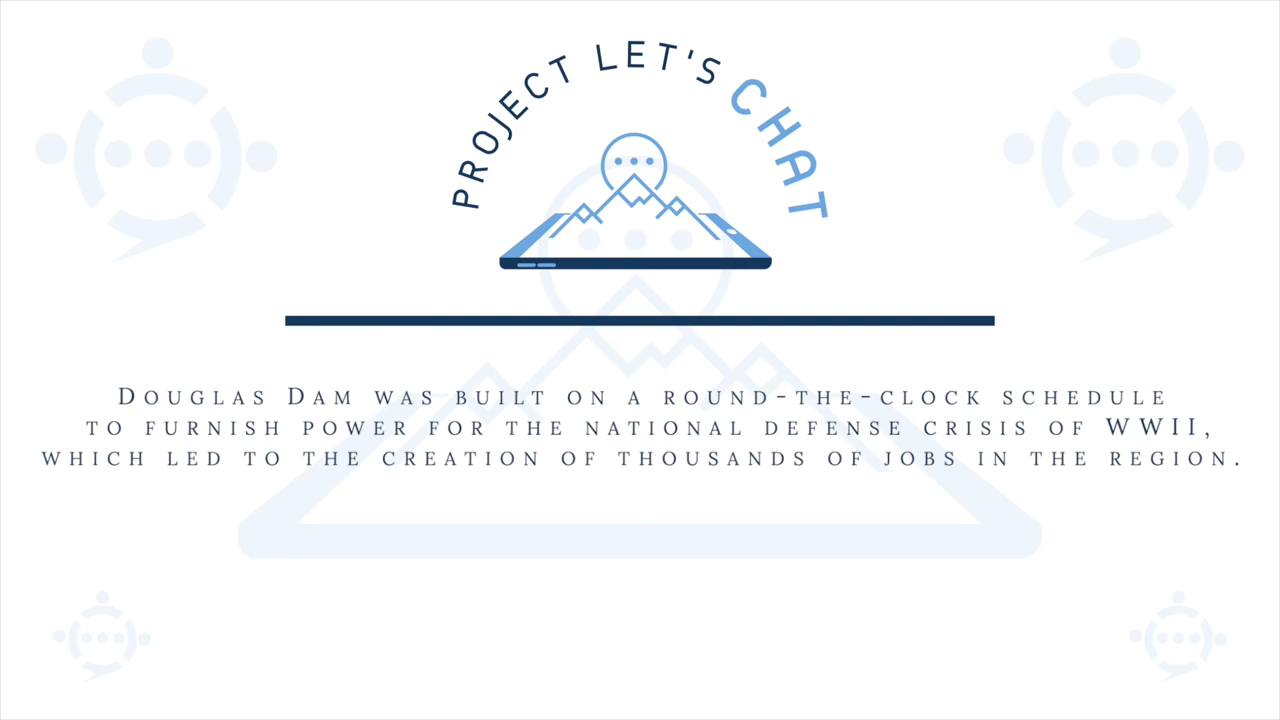 PROJECT LET'S CHAT
Douglas Dam was built on a round-the-clock schedule
to furnish power for the national defense crisis of WWII,
which led to the creation of thousands of jobs in the region.